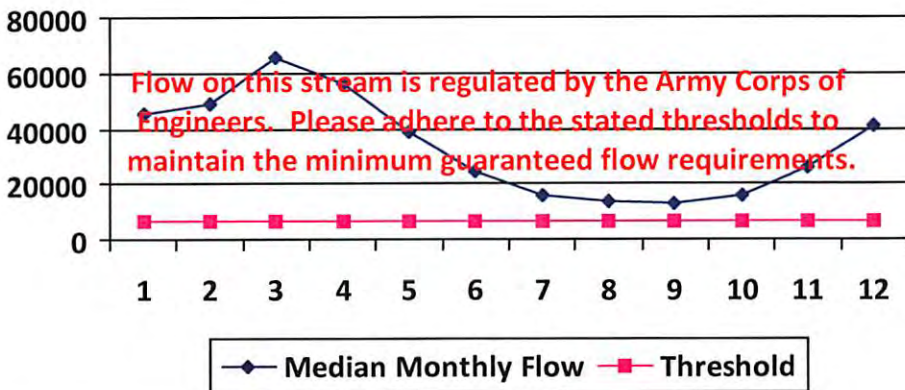 80000
60000
40000
20000
0
Flow on this stream is regulated by the Army Corps of
Engineers. Please adhere to the stated thresholds to
maintain the minimum guaranteed flow requirements.
1 2 3 4 5 6 7 8 9 10 11 12
Median Monthly Flow Threshold